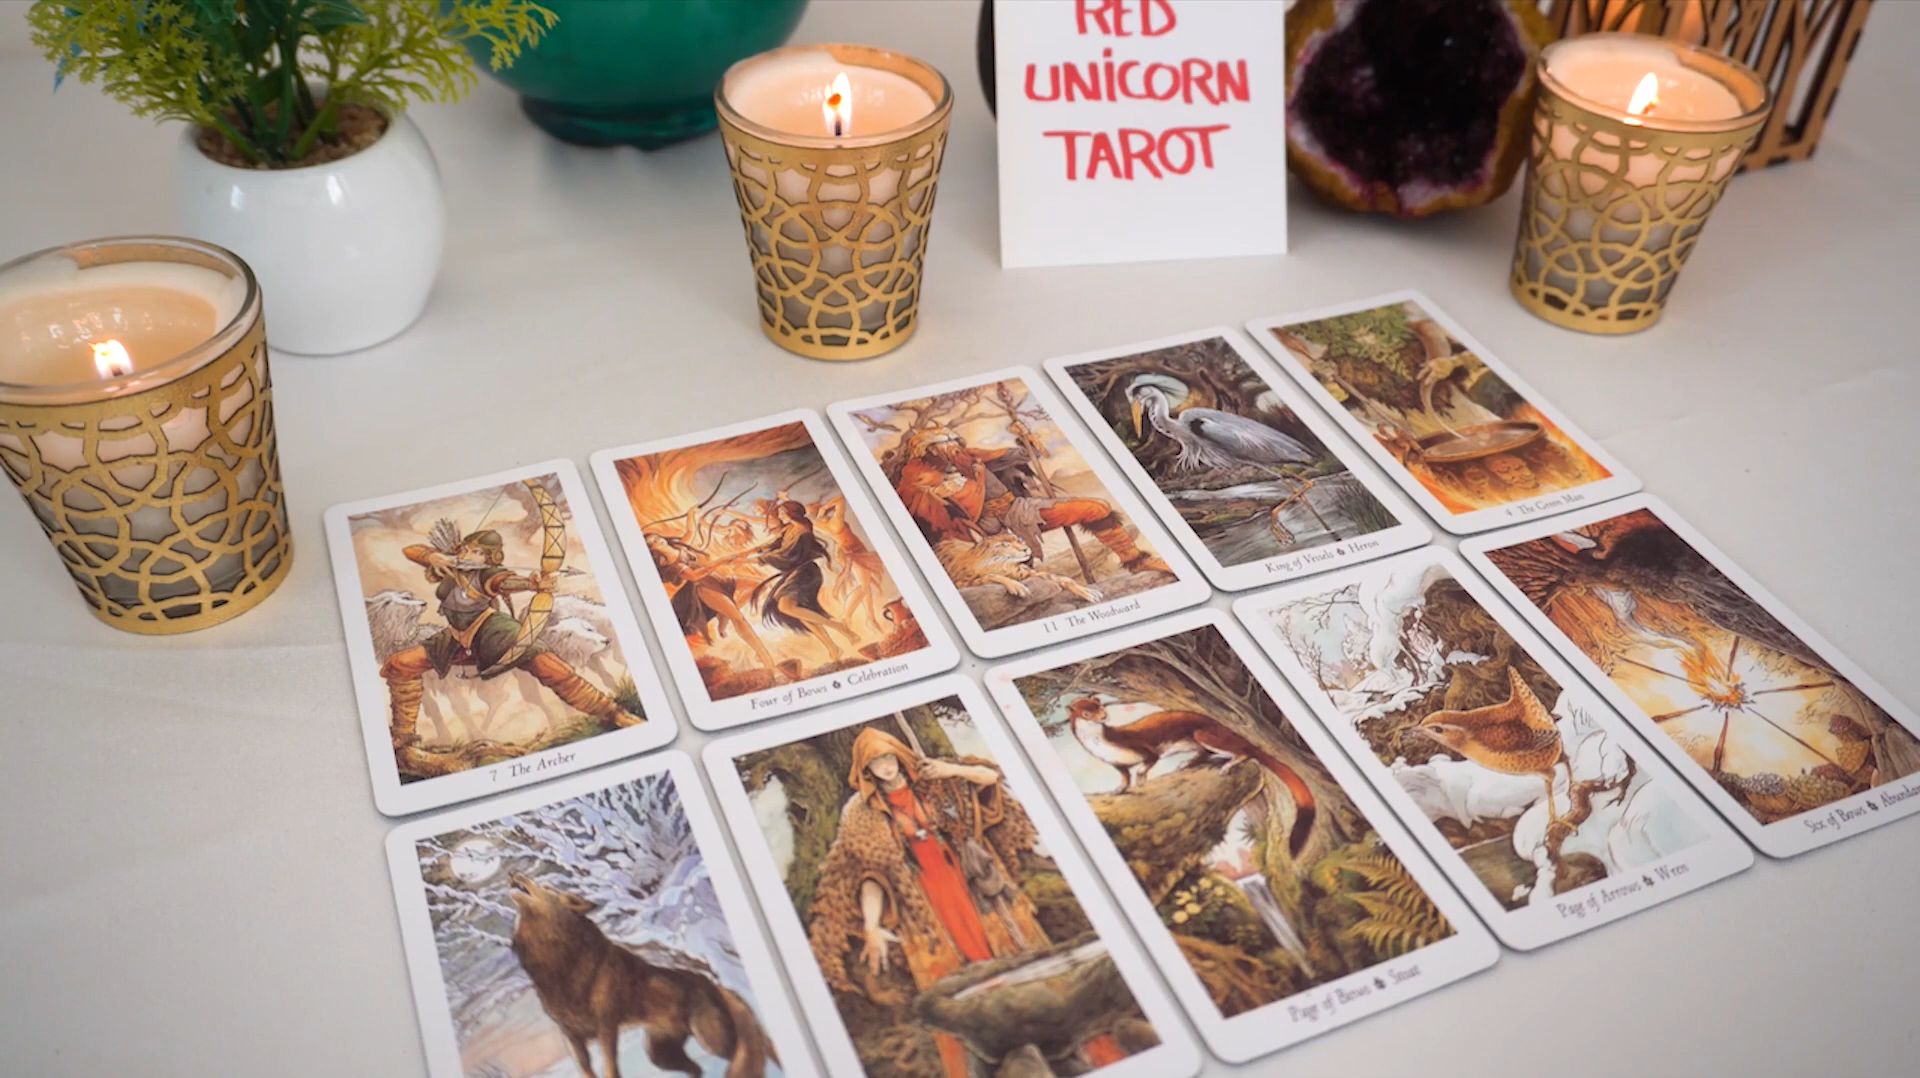 RED
UNICORN
TAROT
7 The Archer
Four of Bows Celebration
11 The Woodward
King of Vessels Heron
4 The Green Man
Page of Bows Stoat
Page of Arrows Wren
Six of Bows